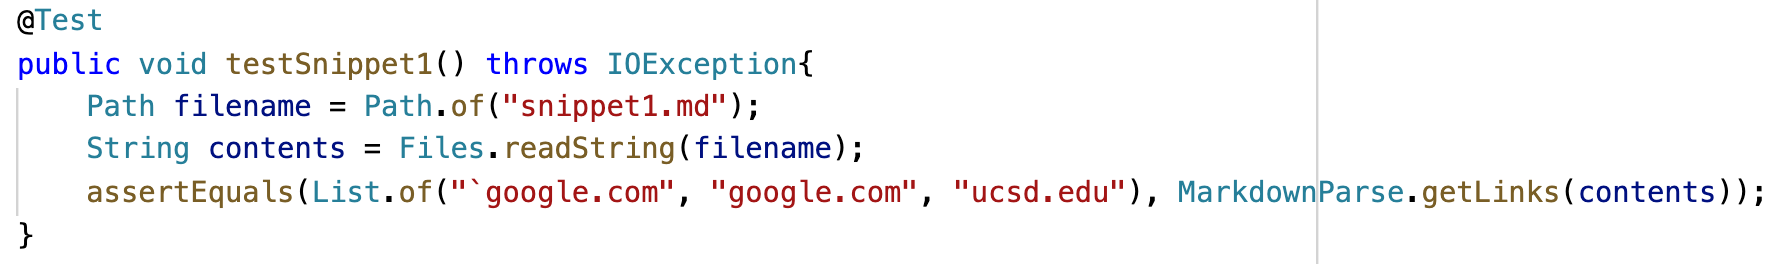 @Test
public void testSnippet1() throws IOException{
    Path filename = Path.of("snippet1.md");
    String contents = Files.readString(filename);
    assertEquals(List.of("`google.com", "google.com", "ucsd.edu"), MarkdownParse.getLinks(contents));
}